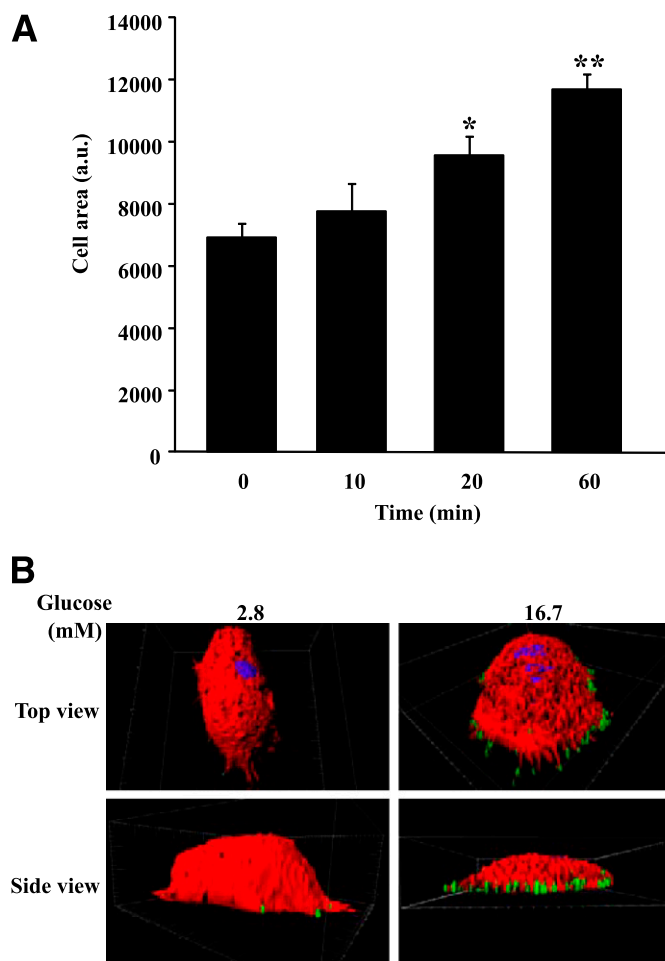 A
14000
12000
10000
8000
6000
4000
2000
0
Cell area (a.u.)
*
**
0 10 20 60
Time (min)
B
Glucose (mM) 2.8 16.7
Top view
Side view